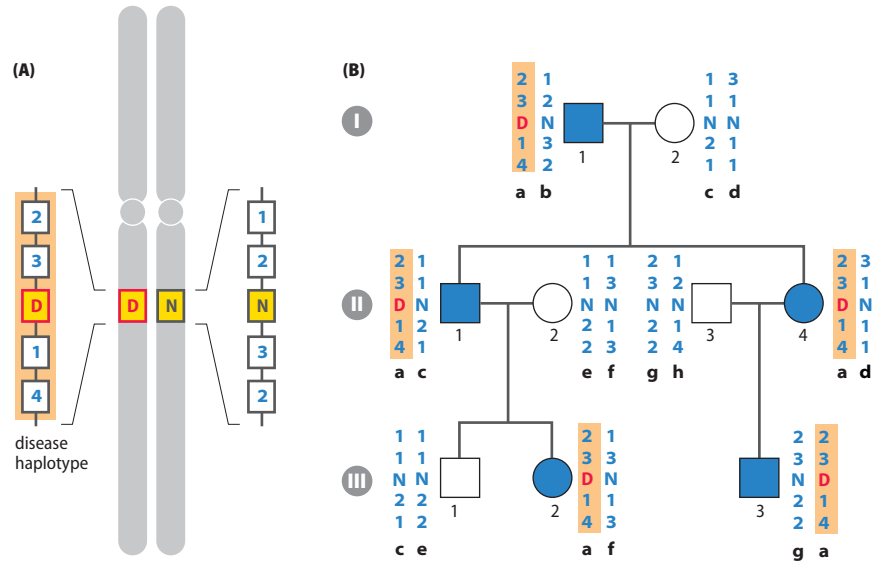 (A)
2
3
D
1
4
disease
haplotype
D N
1
2
N
3
2
(B)
I
2 1
3 2
D N
1 3
4 2
a b
1
2
1 3
1 1
N N
2 1
1 1
c d
II
2 1
3 1
D N
1 2
4 1
a c
1
2
1 1
1 3
N N
2 1
2 3
e f
2 1
3 2
N N
2 1
2 4
g h
3
4
2 3
3 1
D N
1 1
4 1
a d
III
1 1
1 1
N N
2 2
1 2
c e
1
2
2 1
3 3
D N
1 1
4 3
a f
3
2 2
3 3
N D
2 1
2 4
g a